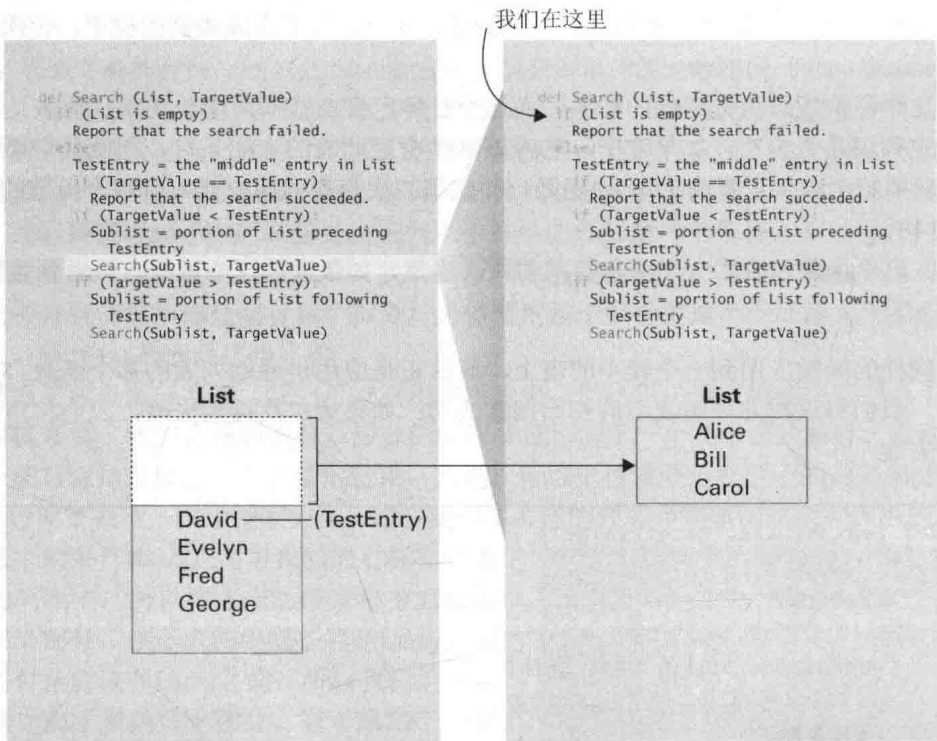 我们在这里
def Search (List, TargetValue)
if (List is empty)
Report that the search failed.
else:
TestEntry = the "middle" entry in List
(TargetValue == TestEntry)
Report that the search succeeded.
if (TargetValue < TestEntry)
Sublist = portion of List preceding
TestEntry
Search(Sublist, TargetValue)
if (TargetValue > TestEntry)
Sublist = portion of List following
TestEntry
Search(Sublist, TargetValue)
List
David (TestEntry)
Evelyn
Fred
George
def Search (List, TargetValue)
if (List is empty)
Report that the search failed.
else:
TestEntry = the "middle" entry in List
(TargetValue == TestEntry)
Report that the search succeeded.
if (TargetValue < TestEntry)
Sublist = portion of List preceding
TestEntry
Search(Sublist, TargetValue)
if (TargetValue > TestEntry)
Sublist = portion of List following
TestEntry
Search(Sublist, TargetValue)
List
Alice
Bill
Carol